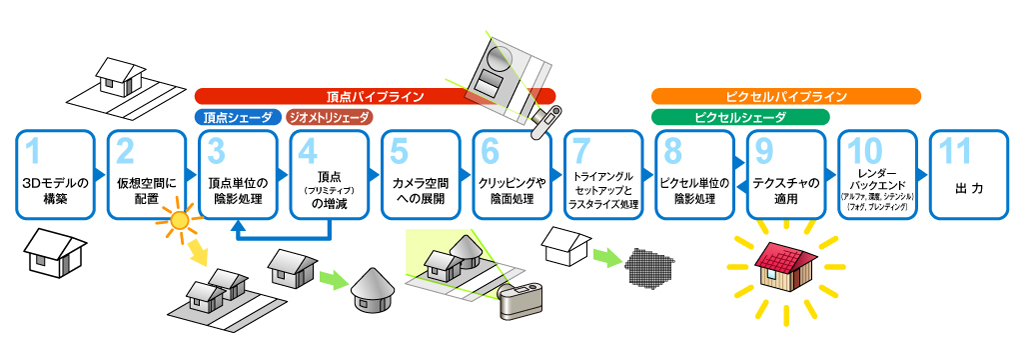 頂点パイプライン
ピクセルパイプライン
頂点シェーダ
ジオメトリシェーダ
ピクセルシェーダ
1
3Dモデルの
構築
2
仮想空間に
配置
3
頂点単位の
陰影処理
4
頂点
(プリミティブ)
の増減
5
カメラ空間
への展開
6
クリッピングや
陰面処理
7
トライアングル
セットアップと
ラスタライズ処理
8
ピクセル単位の
陰影処理
9
テクスチャの
適用
10
レンダー
バックエンド
(アルファ, 深度, シテンシル)
(フォグ, ブレンディング)
11
出力